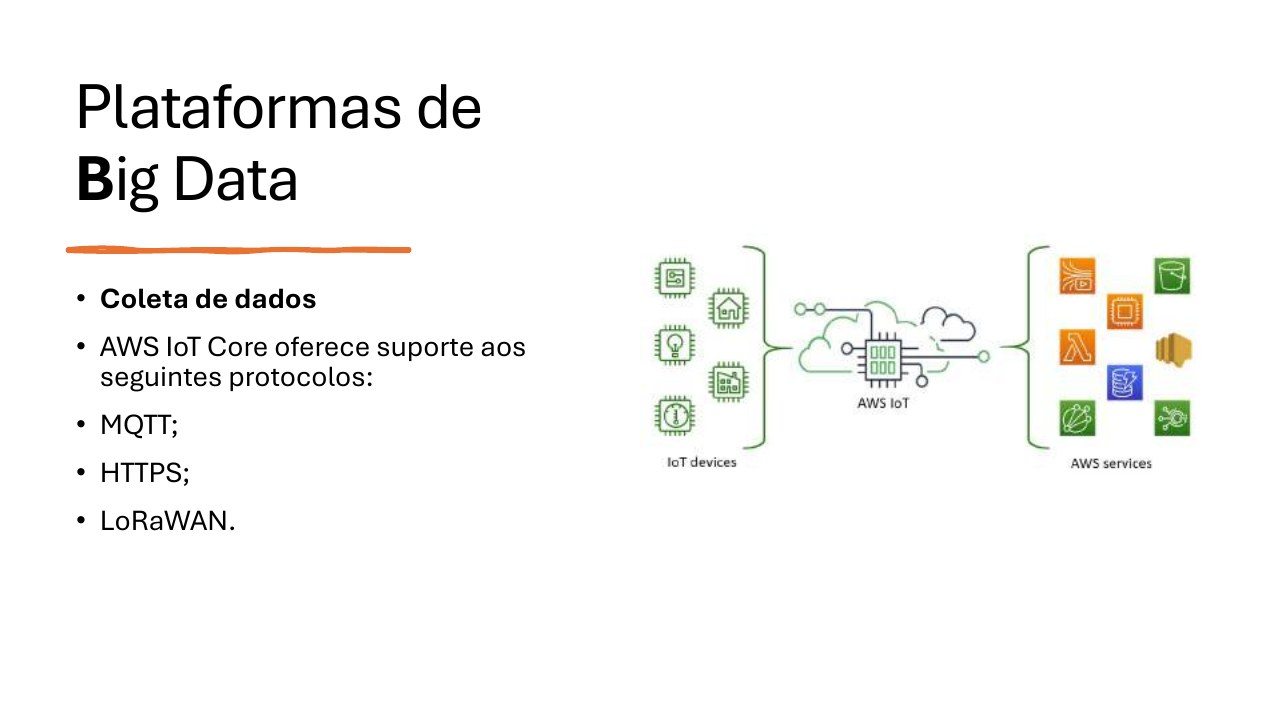 Plataformas de
Big Data
• Coleta de dados
• AWS IoT Core oferece suporte aos
seguintes protocolos:
• MQTT;
• HTTPS;
• LoRaWAN.
AWS IoT
IoT devices
AWS services